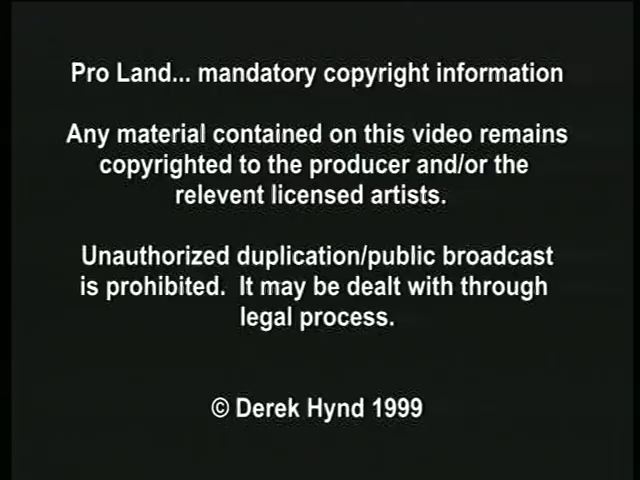 Pro Land... mandatory copyright information
Any material contained on this video remains
copyrighted to the producer and/or the
relevent licensed artists.
Unauthorized duplication/public broadcast
is prohibited.  It may be dealt with through
legal process.
© Derek Hynd 1999